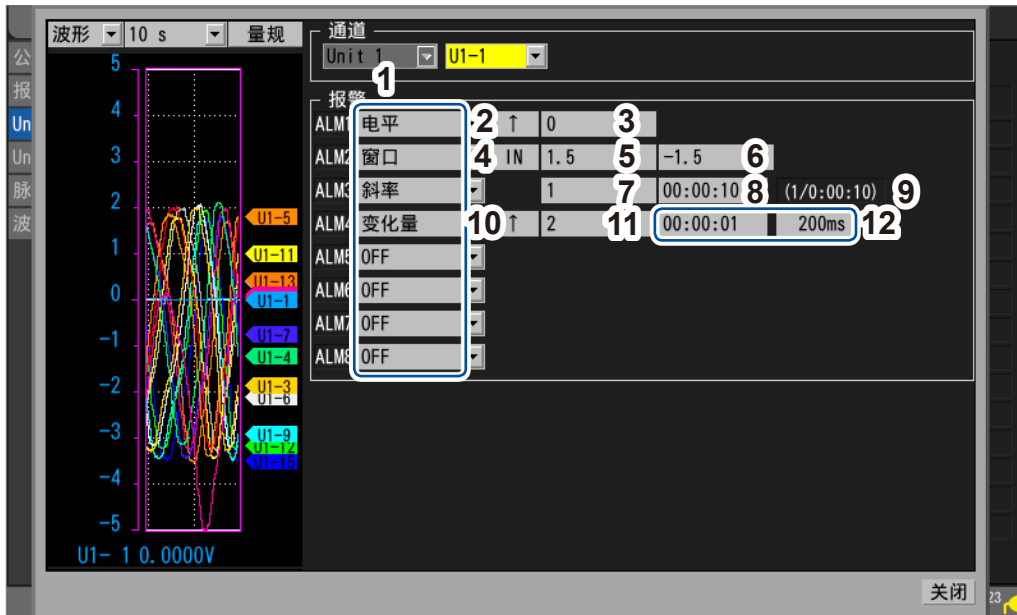 波形 10 s 量规
通道
Unit 1 U1-1
1
公
报
Un
Un
脉
波
5
4
3
2
1
0
-1
-2
-3
-4
-5
U1-5
U1-11
U1-13
U1-1
U1-7
U1-4
U1-3
U1-6
U1-9
U1-12
U1-15
U1- 1 0.0000V
报警
ALM1 电平 2 ↑ 0 3
ALM2 窗口 4 IN 1.5 5 -1.5 6
ALM3 斜率 1 7 00:00:10 8 (1/0:00:10) 9
ALM4 变化量 10 ↑ 2 11 00:00:01 200ms 12
ALM5 OFF
ALM6 OFF
ALM7 OFF
ALM8 OFF
关闭
23